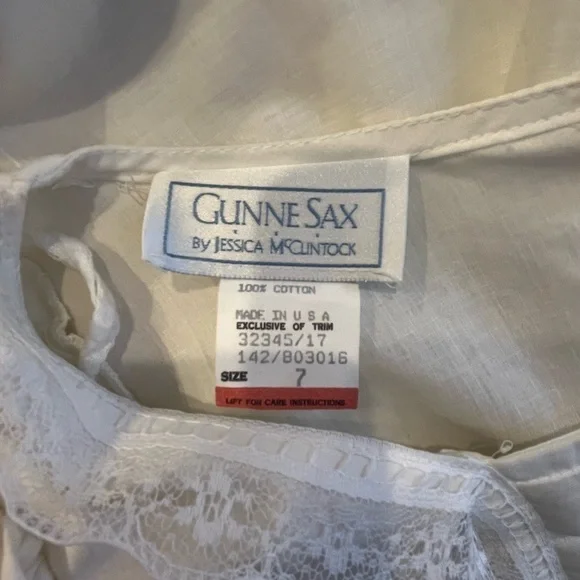 GUNNE SAX
BY JESSICA McCLINTOCK
100% COTTON
MADE IN U S A
EXCLUSIVE OF TRIM
32345/17
142/803016
SIZE 7
LIFT FOR CARE INSTRUCTIONS